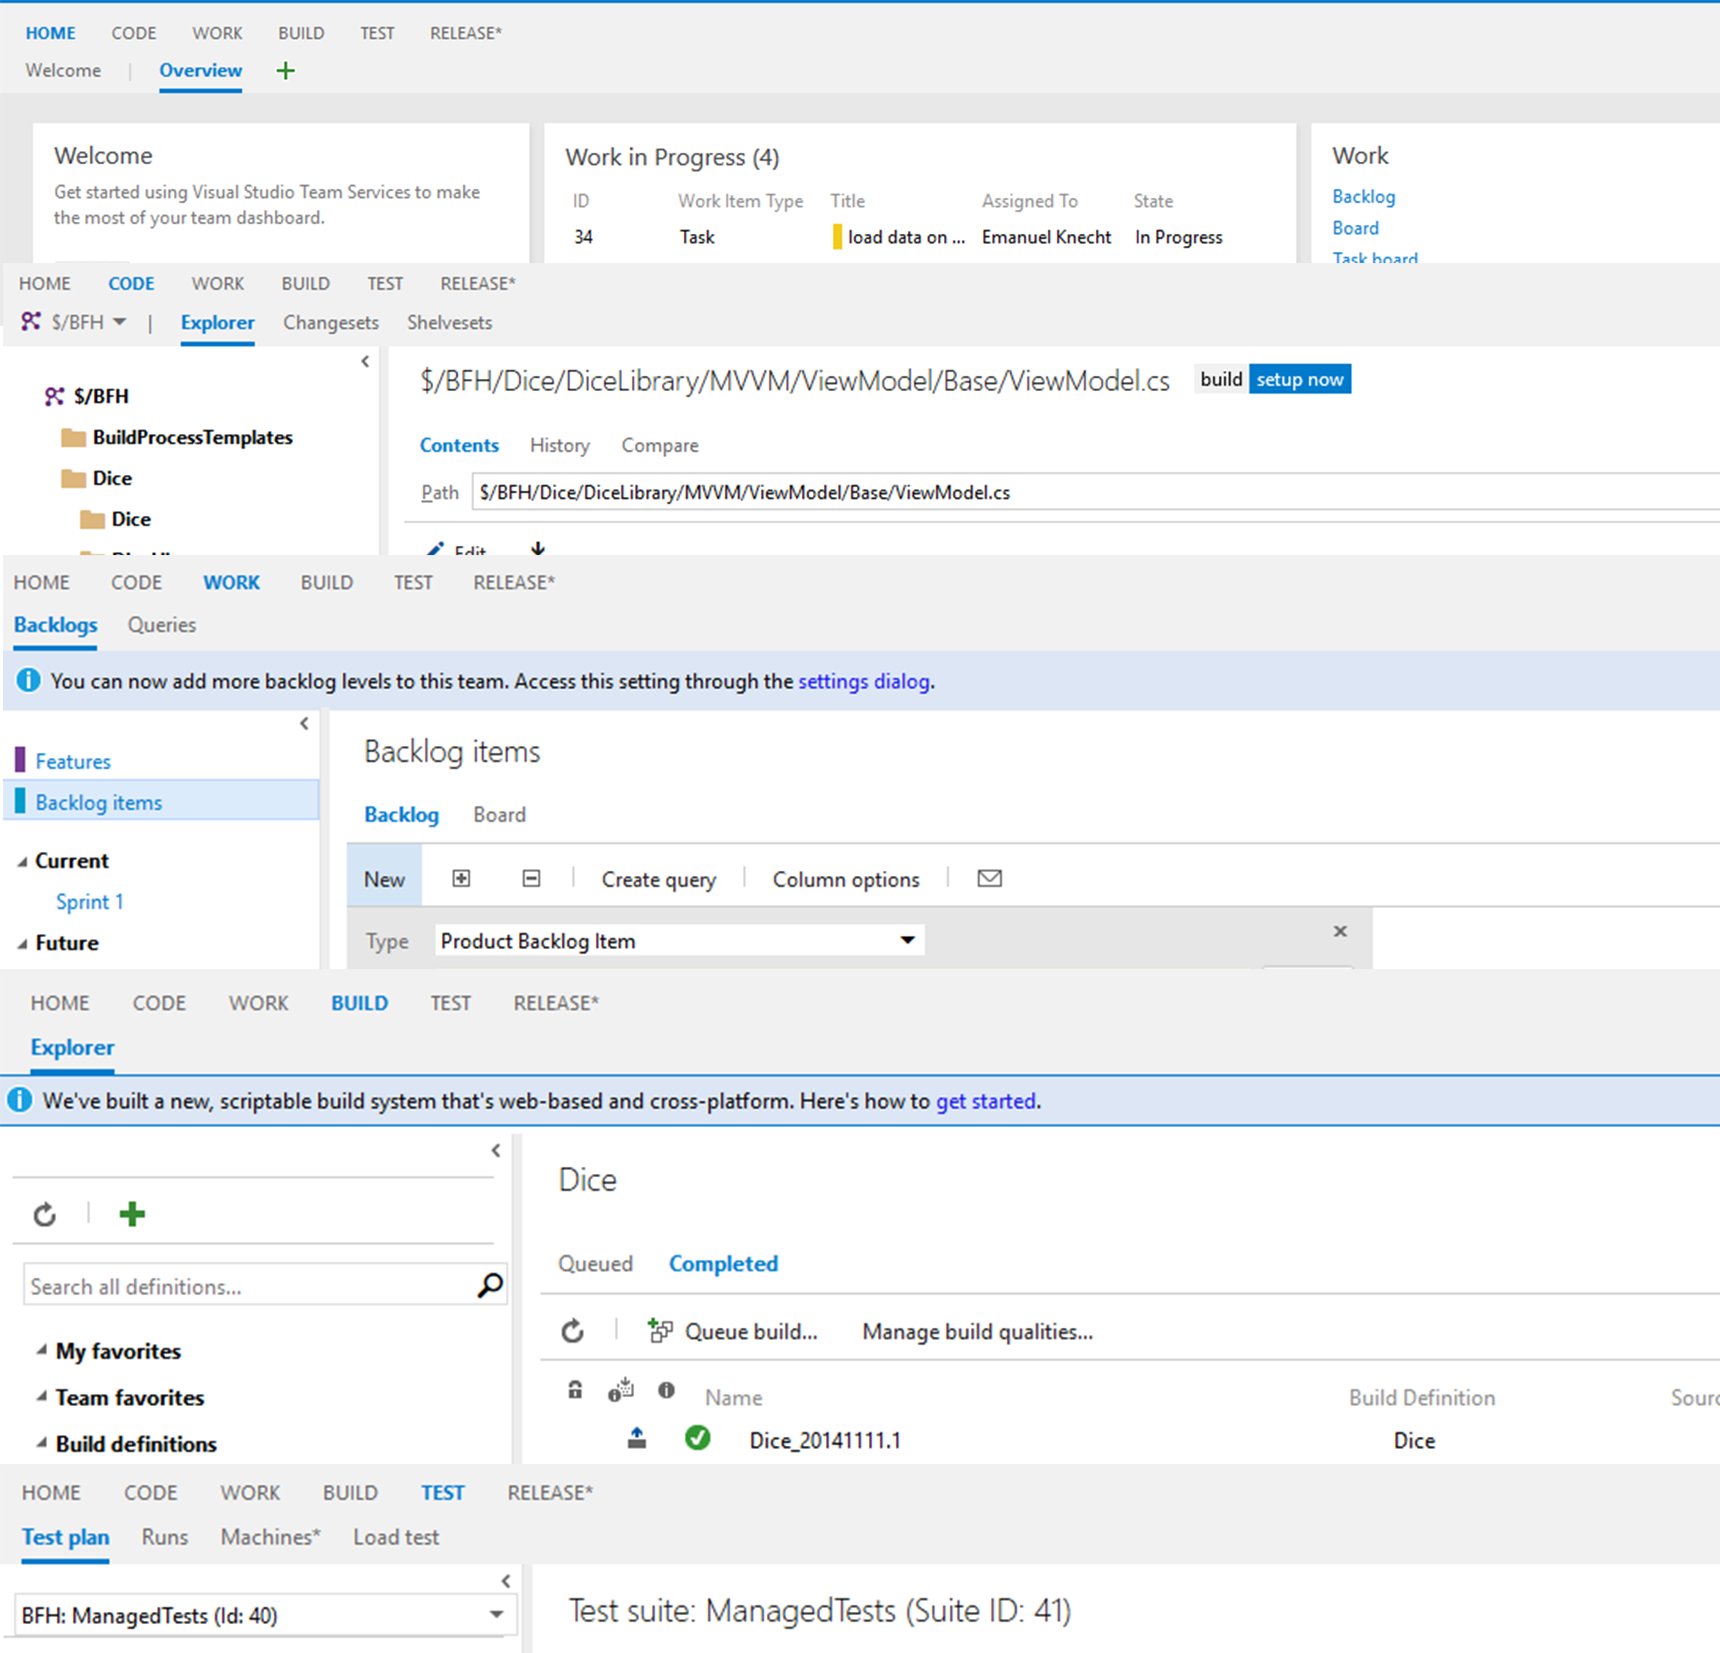 HOME CODE WORK BUILD TEST RELEASE*
Welcome | Overview +
Welcome
Get started using Visual Studio Team Services to make
the most of your team dashboard.
Work in Progress (4)
ID Work Item Type Title Assigned To State
34 Task load data on ... Emanuel Knecht In Progress
Work
Backlog
Board
Task board
HOME CODE WORK BUILD TEST RELEASE*
$/BFH | Explorer Changesets Shelvesets
$/BFH
BuildProcessTemplates
Dice
Dice
$/BFH/Dice/DiceLibrary/MVVM/ViewModel/Base/ViewModel.cs build setup now
Contents History Compare
Path $/BFH/Dice/DiceLibrary/MVVM/ViewModel/Base/ViewModel.cs
Edit
HOME CODE WORK BUILD TEST RELEASE*
Backlogs Queries
You can now add more backlog levels to this team. Access this setting through the settings dialog.
Features
Backlog items
Current
Sprint 1
Future
Backlog items
Backlog Board
New Create query Column options
Type Product Backlog Item
HOME CODE WORK BUILD TEST RELEASE*
Explorer
We've built a new, scriptable build system that's web-based and cross-platform. Here's how to get started.
Search all definitions...
My favorites
Team favorites
Build definitions
Dice
Queued Completed
Queue build... Manage build qualities...
Name Build Definition
Dice_20141111.1 Dice
HOME CODE WORK BUILD TEST RELEASE*
Test plan Runs Machines* Load test
BFH: ManagedTests (Id: 40)
Test suite: ManagedTests (Suite ID: 41)